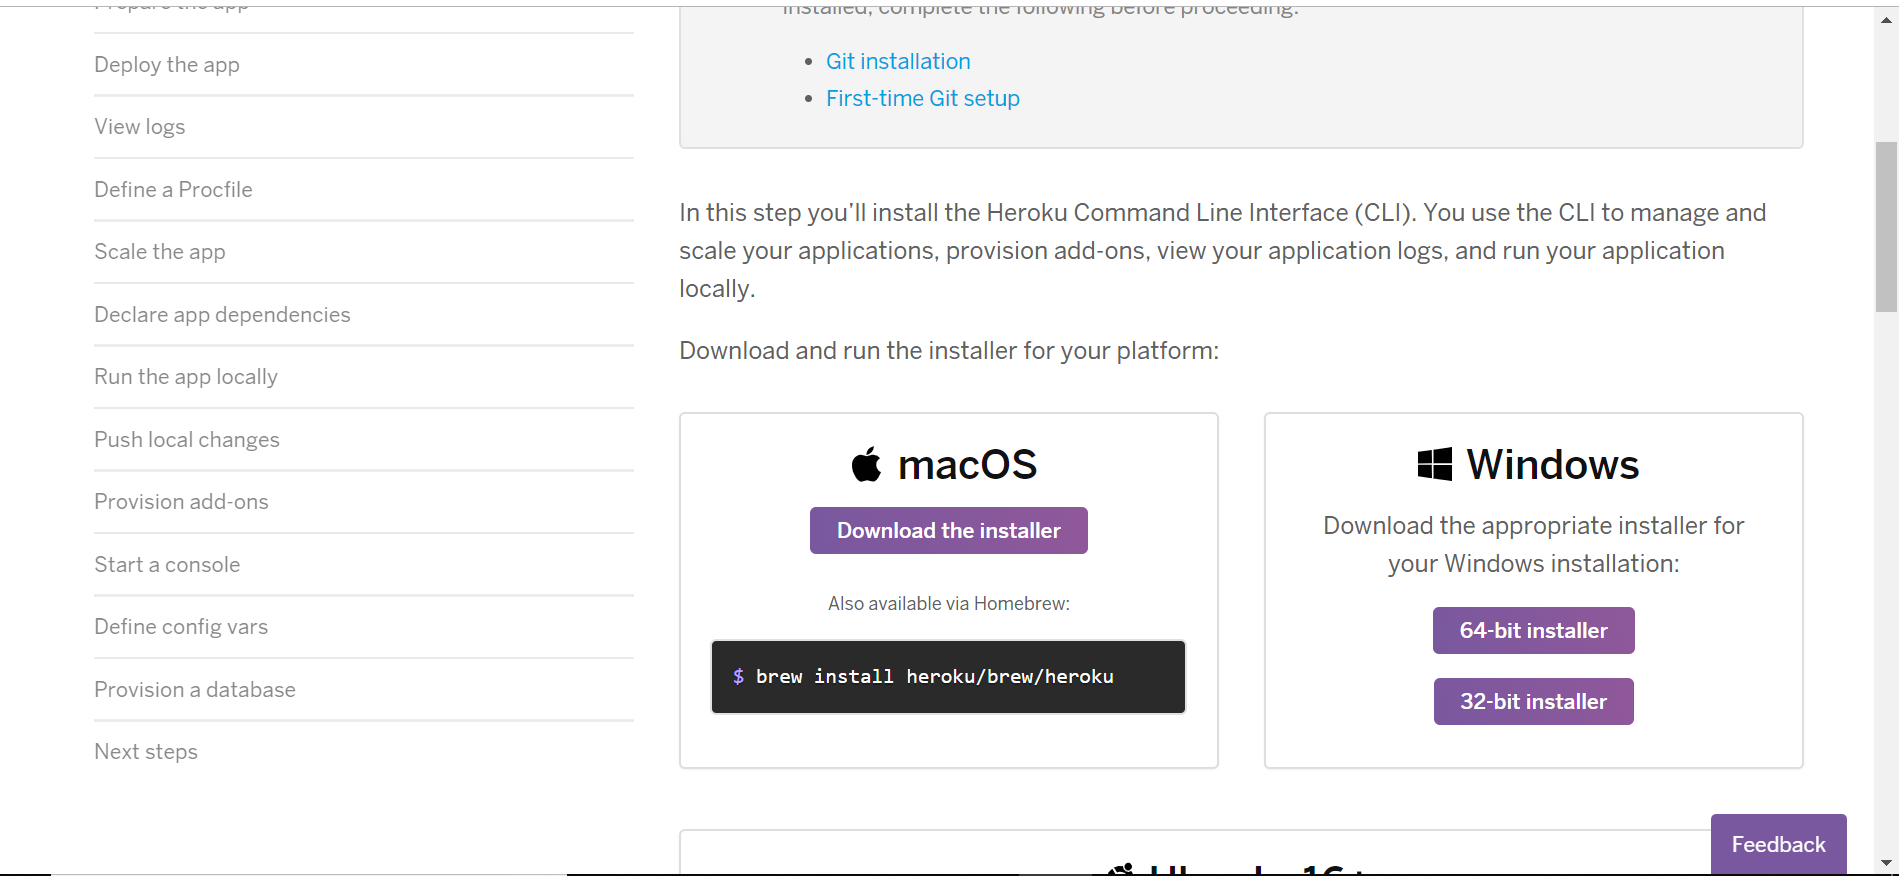 Prepare the app
Deploy the app
View logs
Define a Procfile
Scale the app
Declare app dependencies
Run the app locally
Push local changes
Provision add-ons
Start a console
Define config vars
Provision a database
Next steps
installed, complete the following before proceeding:
• Git installation
• First-time Git setup
In this step you’ll install the Heroku Command Line Interface (CLI). You use the CLI to manage and
scale your applications, provision add-ons, view your application logs, and run your application
locally.
Download and run the installer for your platform:
macOS
Download the installer
Also available via Homebrew:
$ brew install heroku/brew/heroku
Windows
Download the appropriate installer for
your Windows installation:
64-bit installer
32-bit installer
Feedback